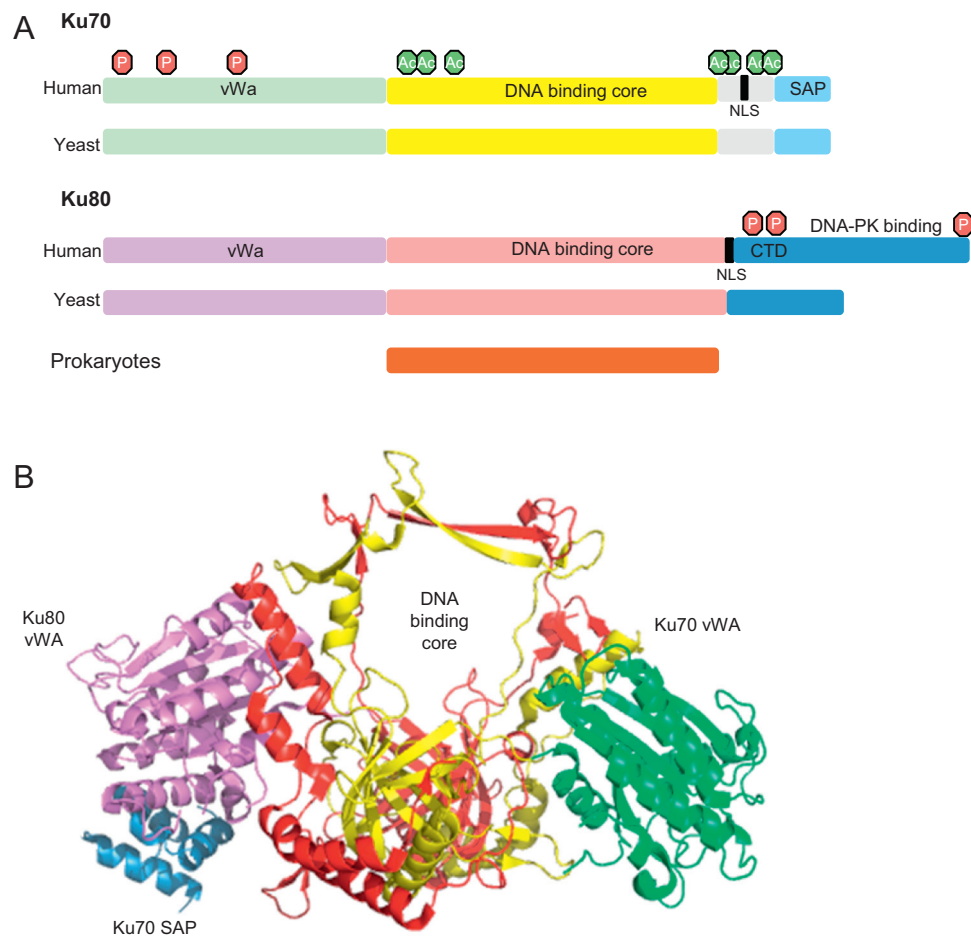 A
Ku70
P P P Ac Ac Ac Ac Ac Ac Ac
Human vWa DNA binding core SAP
NLS
Yeast
Ku80
P P DNA-PK binding P
Human vWa DNA binding core CTD
NLS
Yeast
Prokaryotes
B
DNA
binding
core
Ku80
vWA
Ku70 vWA
Ku70 SAP